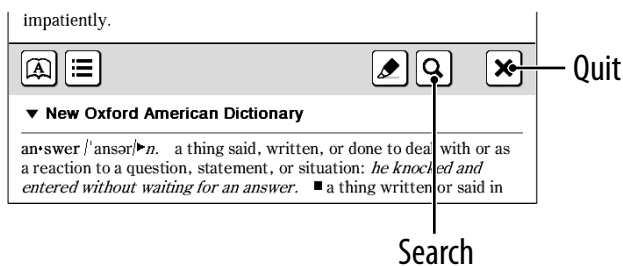 impatiently.
A
Quit
▼ New Oxford American Dictionary
an•swer /ˈansər/▶n. a thing said, written, or done to deal with or as
a reaction to a question, statement, or situation: he knocked and
entered without waiting for an answer. ■ a thing written or said in
Search